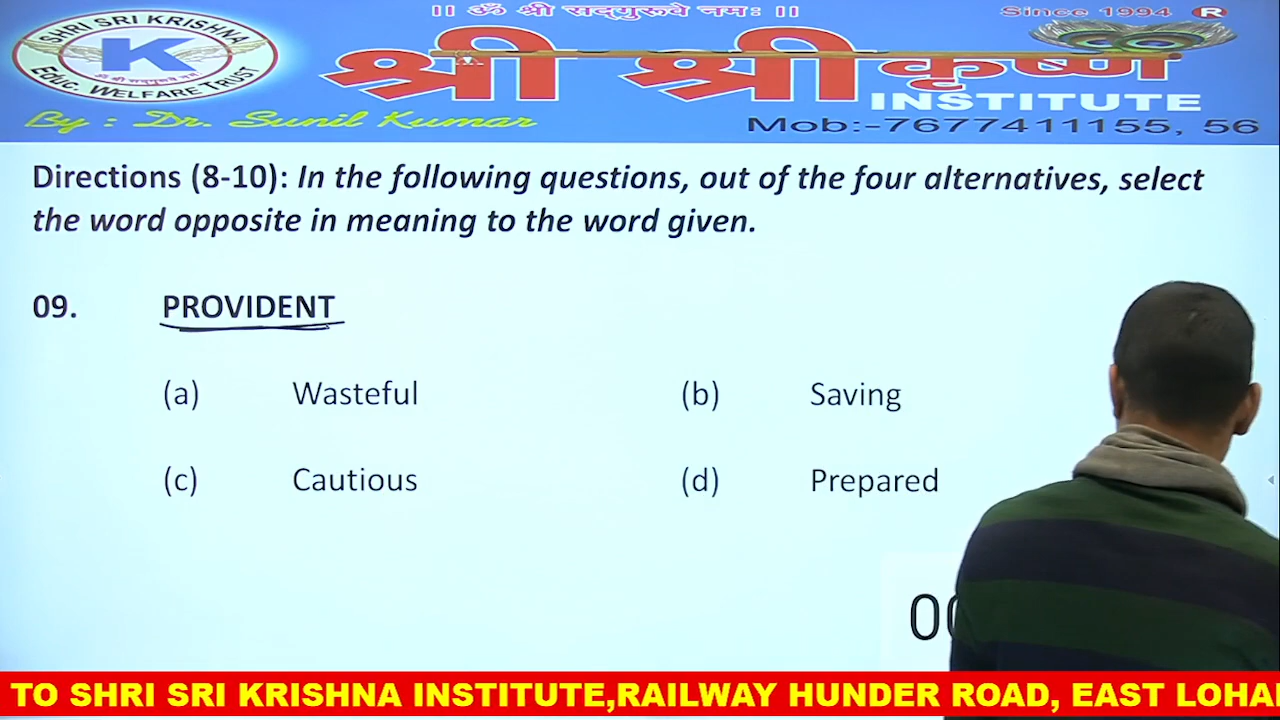 || ॐ श्री सद्गुरूवे नमः ||
Since 1994 ®
SHRI SRI KRISHNA
K
ॐ श्री सद्गुरूवे नमः
EDUC. WELFARE TRUST
श्री श्री कृष्णा
INSTITUTE
By : Dr. Sunil Kumar
Mob:-7677411155, 56
Directions (8-10): In the following questions, out of the four alternatives, select
the word opposite in meaning to the word given.
09. PROVIDENT
(a) Wasteful (b) Saving
(c) Cautious (d) Prepared
TO SHRI SRI KRISHNA INSTITUTE,RAILWAY HUNDER ROAD, EAST LOHA